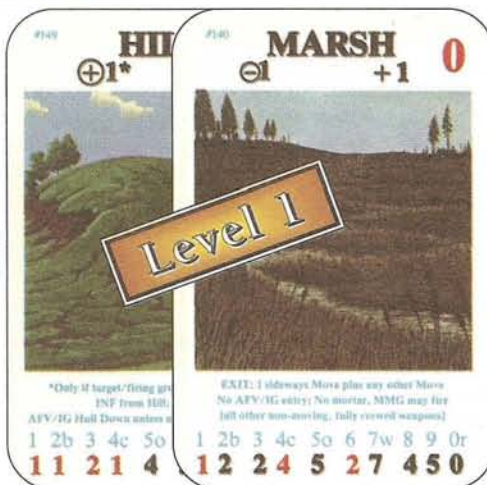 #149
HIL
⊕1*
*Only if target/firing gr
INF from Hill;
AFV/IG Hull Down unless
1 2b 3 4c 5o
1 1 2 1 4
#140
MARSH
⊖1 +1 0
Level 1
EXIT: 1 sideways Move plus any other Move
No AFV/IG entry; No mortar, MMG may fire
[all other non-moving, fully crewed weapons]
1 2b 3 4c 5o 6 7w 8 9 0r
1 2 2 4 5 2 7 4 5 0